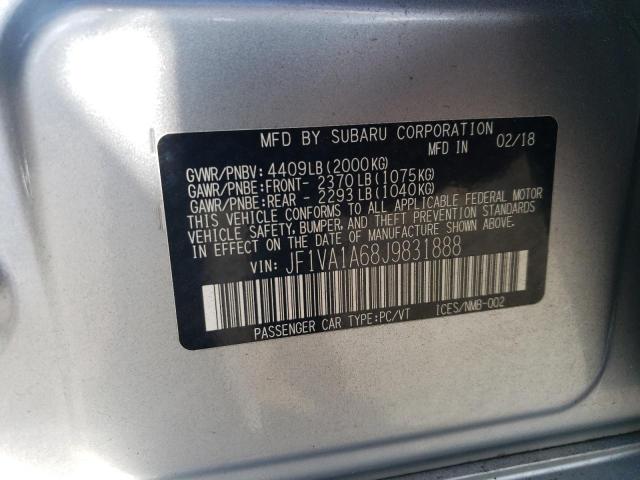 MFD BY SUBARU CORPORATION
MFD IN 02/18
GVWR/PNBV: 4409LB(2000KG)
GAWR/PNBE:FRONT- 2370LB(1075KG)
GAWR/PNBE:REAR - 2293LB(1040KG)
THIS VEHICLE CONFORMS TO ALL APPLICABLE FEDERAL MOTOR
VEHICLE SAFETY, BUMPER, AND THEFT PREVENTION STANDARDS
IN EFFECT ON THE DATE OF MANUFACTURE SHOWN ABOVE.
VIN: JF1VA1A68J9831888
PASSENGER CAR TYPE:PC/VT ICES/NMB-002